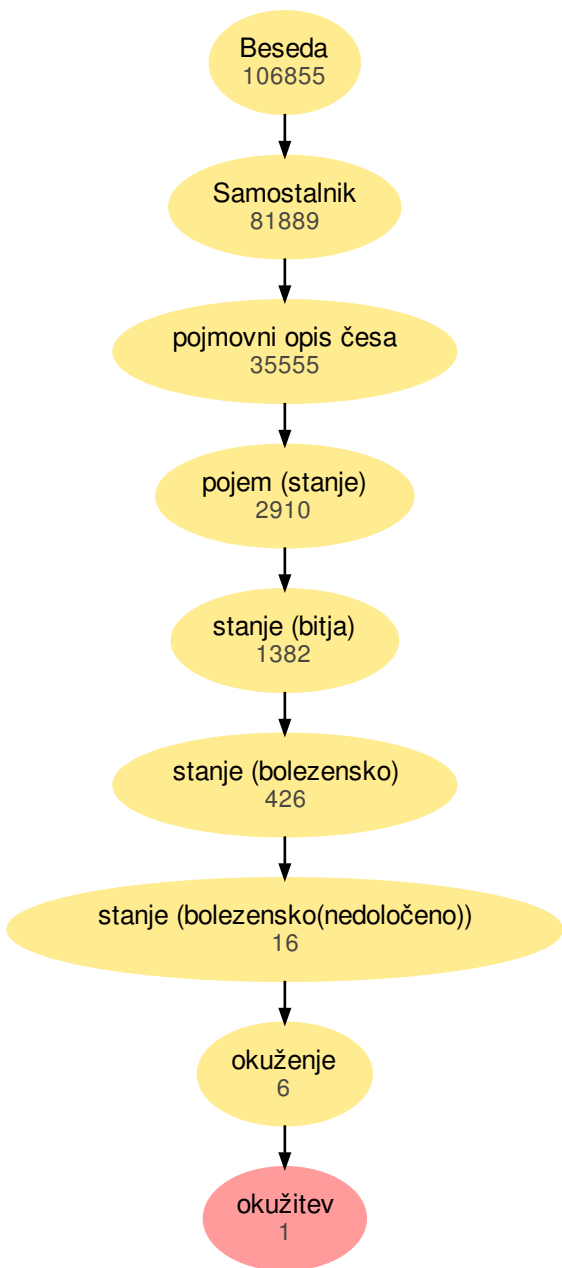 Beseda
106855
Samostalnik
81889
pojmovni opis česa
35555
pojem (stanje)
2910
stanje (bitja)
1382
stanje (bolezensko)
426
stanje (bolezensko(nedoločeno))
16
okuženje
6
okužitev
1